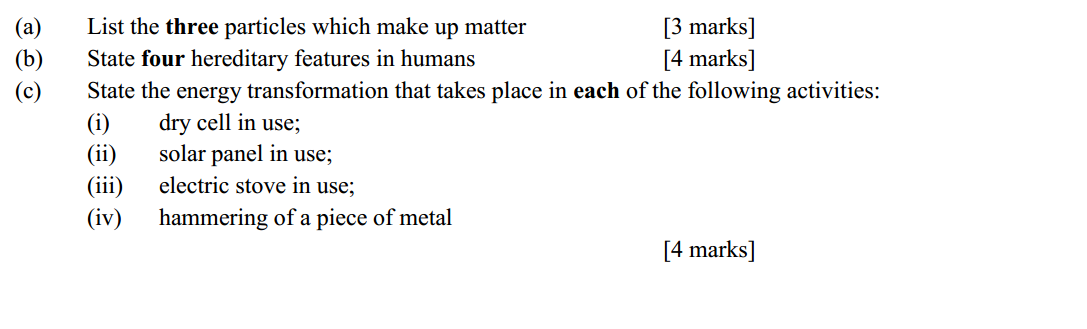 (a) List the three particles which make up matter [3 marks]
(b) State four hereditary features in humans [4 marks]
(c) State the energy transformation that takes place in each of the following activities:
(i) dry cell in use;
(ii) solar panel in use;
(iii) electric stove in use;
(iv) hammering of a piece of metal
[4 marks]